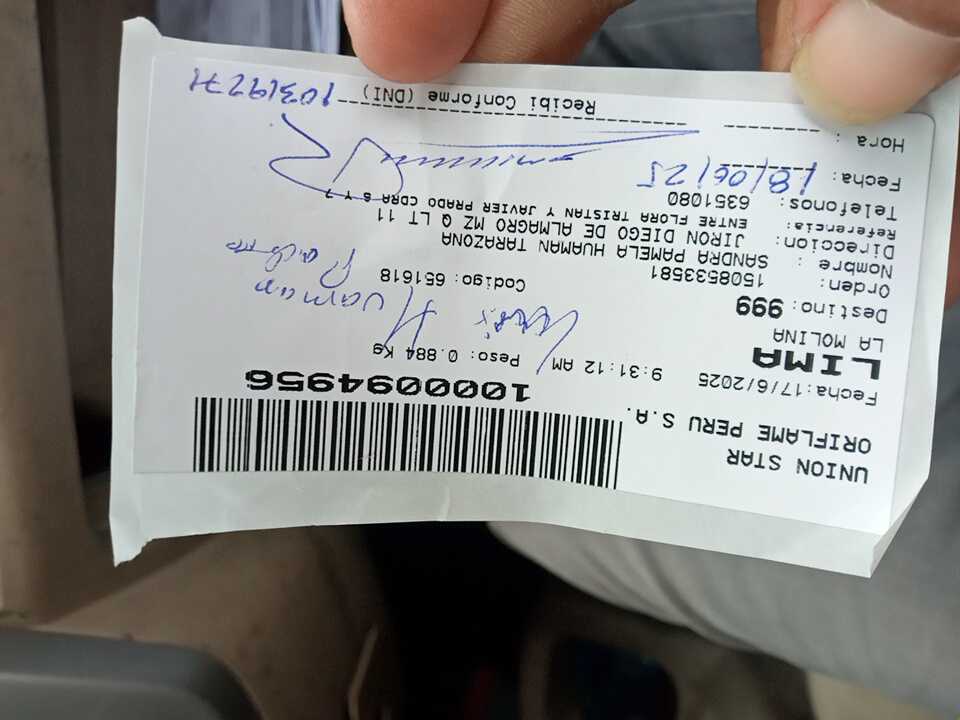 UNION STAR
ORIFLAME PERU S.A.
1000094956
Fecha:17/6/2025 9:31:12 AM Peso: 0.884 Kg
LIMA
LA MOLINA
Destino: 999
Orden: 1508533581 Codigo: 651618
Nombre : SANDRA PAMELA HUAMAN TARAZONA
Direccion: JIRON DIEGO DE ALMAGRO MZ Q LT 11
Referencia: ENTRE FLORA TRISTAN Y JAVIER PRADO CDRA 6 Y 7
Telefonos: 6351080
Huaman
Fecha: 18/06/25
Hora :
Recibi Conforme (DNI) 10319271